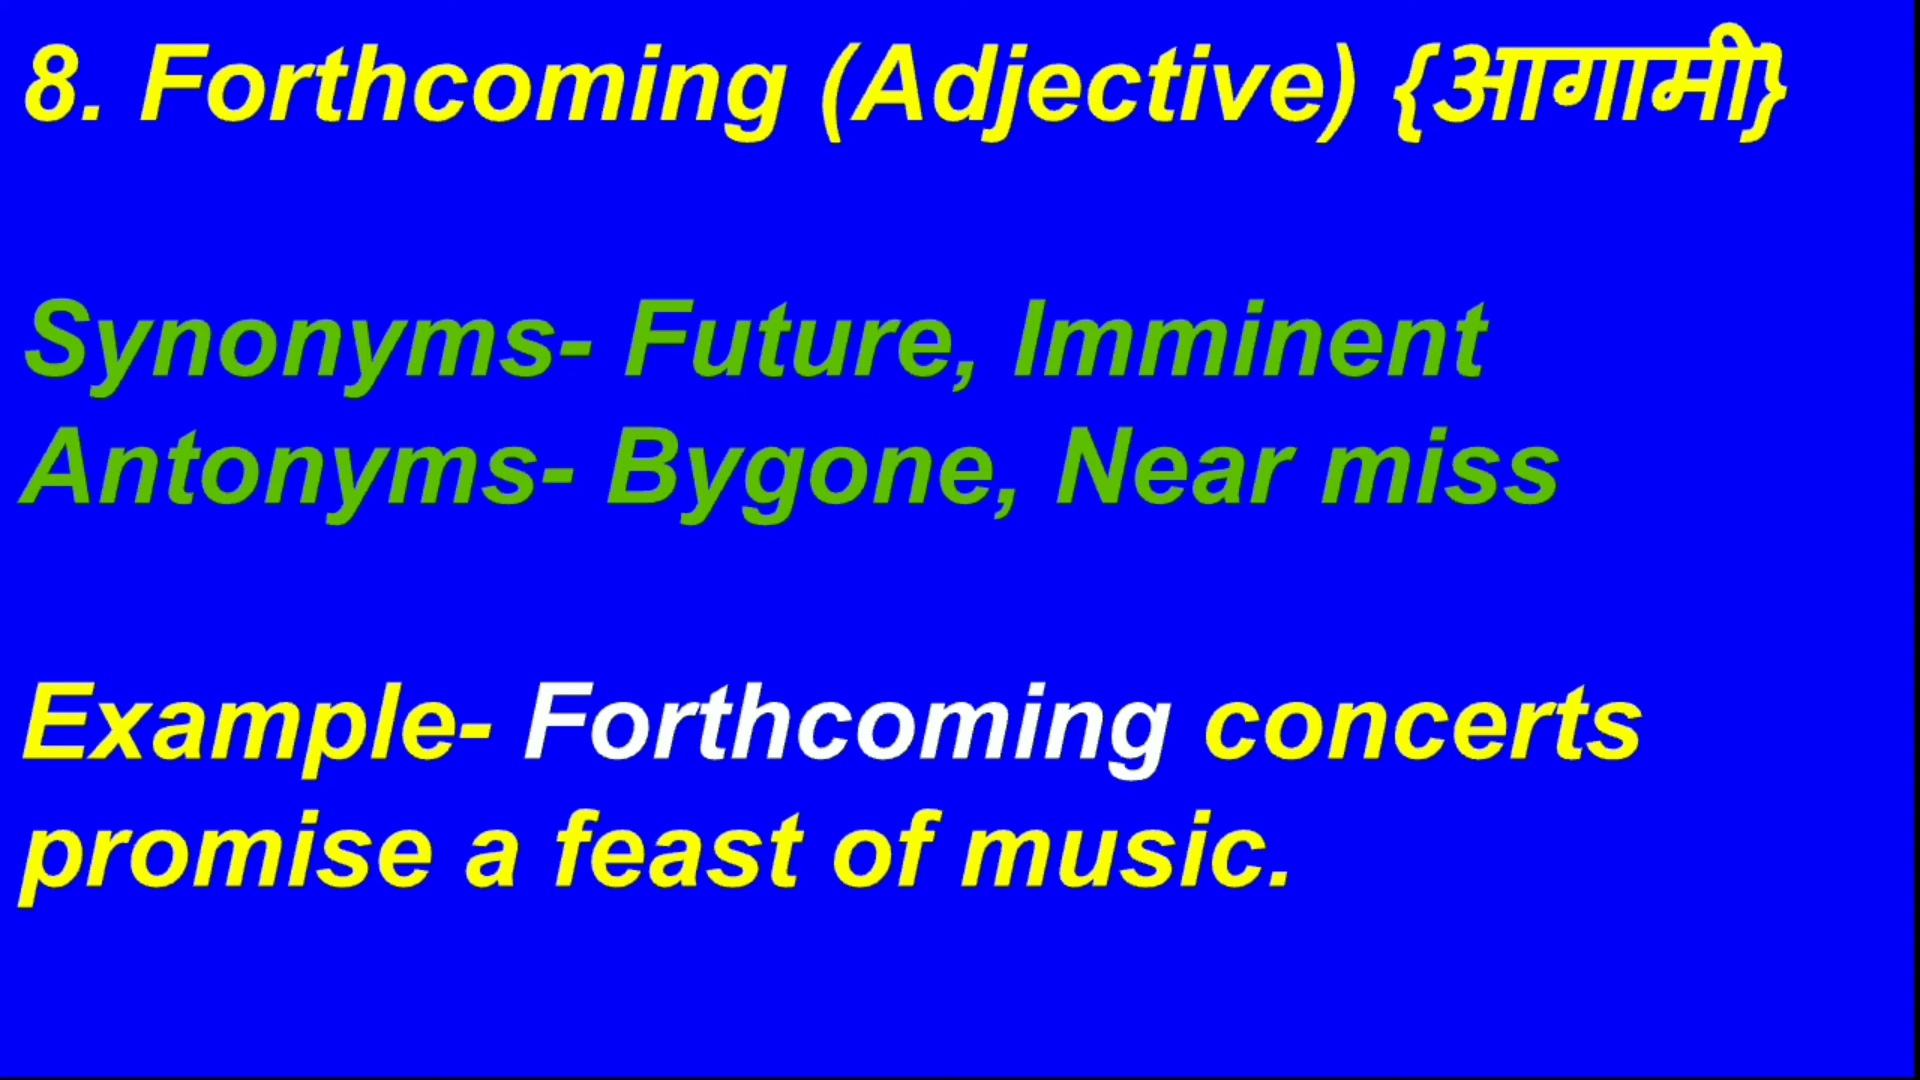 8. Forthcoming (Adjective) {आगामी}
Synonyms- Future, Imminent
Antonyms- Bygone, Near miss
Example- Forthcoming concerts
promise a feast of music.